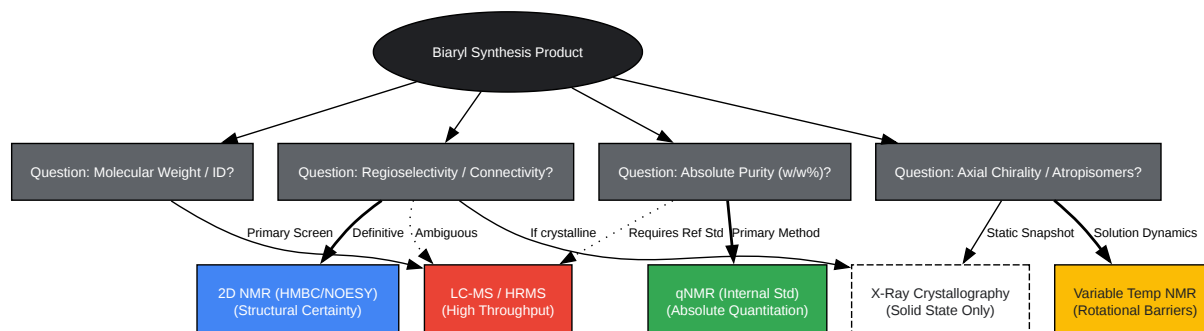 Biaryl Synthesis Product
Question: Molecular Weight / ID?
Question: Regioselectivity / Connectivity?
Question: Absolute Purity (w/w%)?
Question: Axial Chirality / Atropisomers?
Primary Screen
Definitive
Ambiguous
If crystalline
Requires Ref Std
Primary Method
Static Snapshot
Solution Dynamics
2D NMR (HMBC/NOESY)
(Structural Certainty)
LC-MS / HRMS
(High Throughput)
qNMR (Internal Std)
(Absolute Quantitation)
X-Ray Crystallography
(Solid State Only)
Variable Temp NMR
(Rotational Barriers)